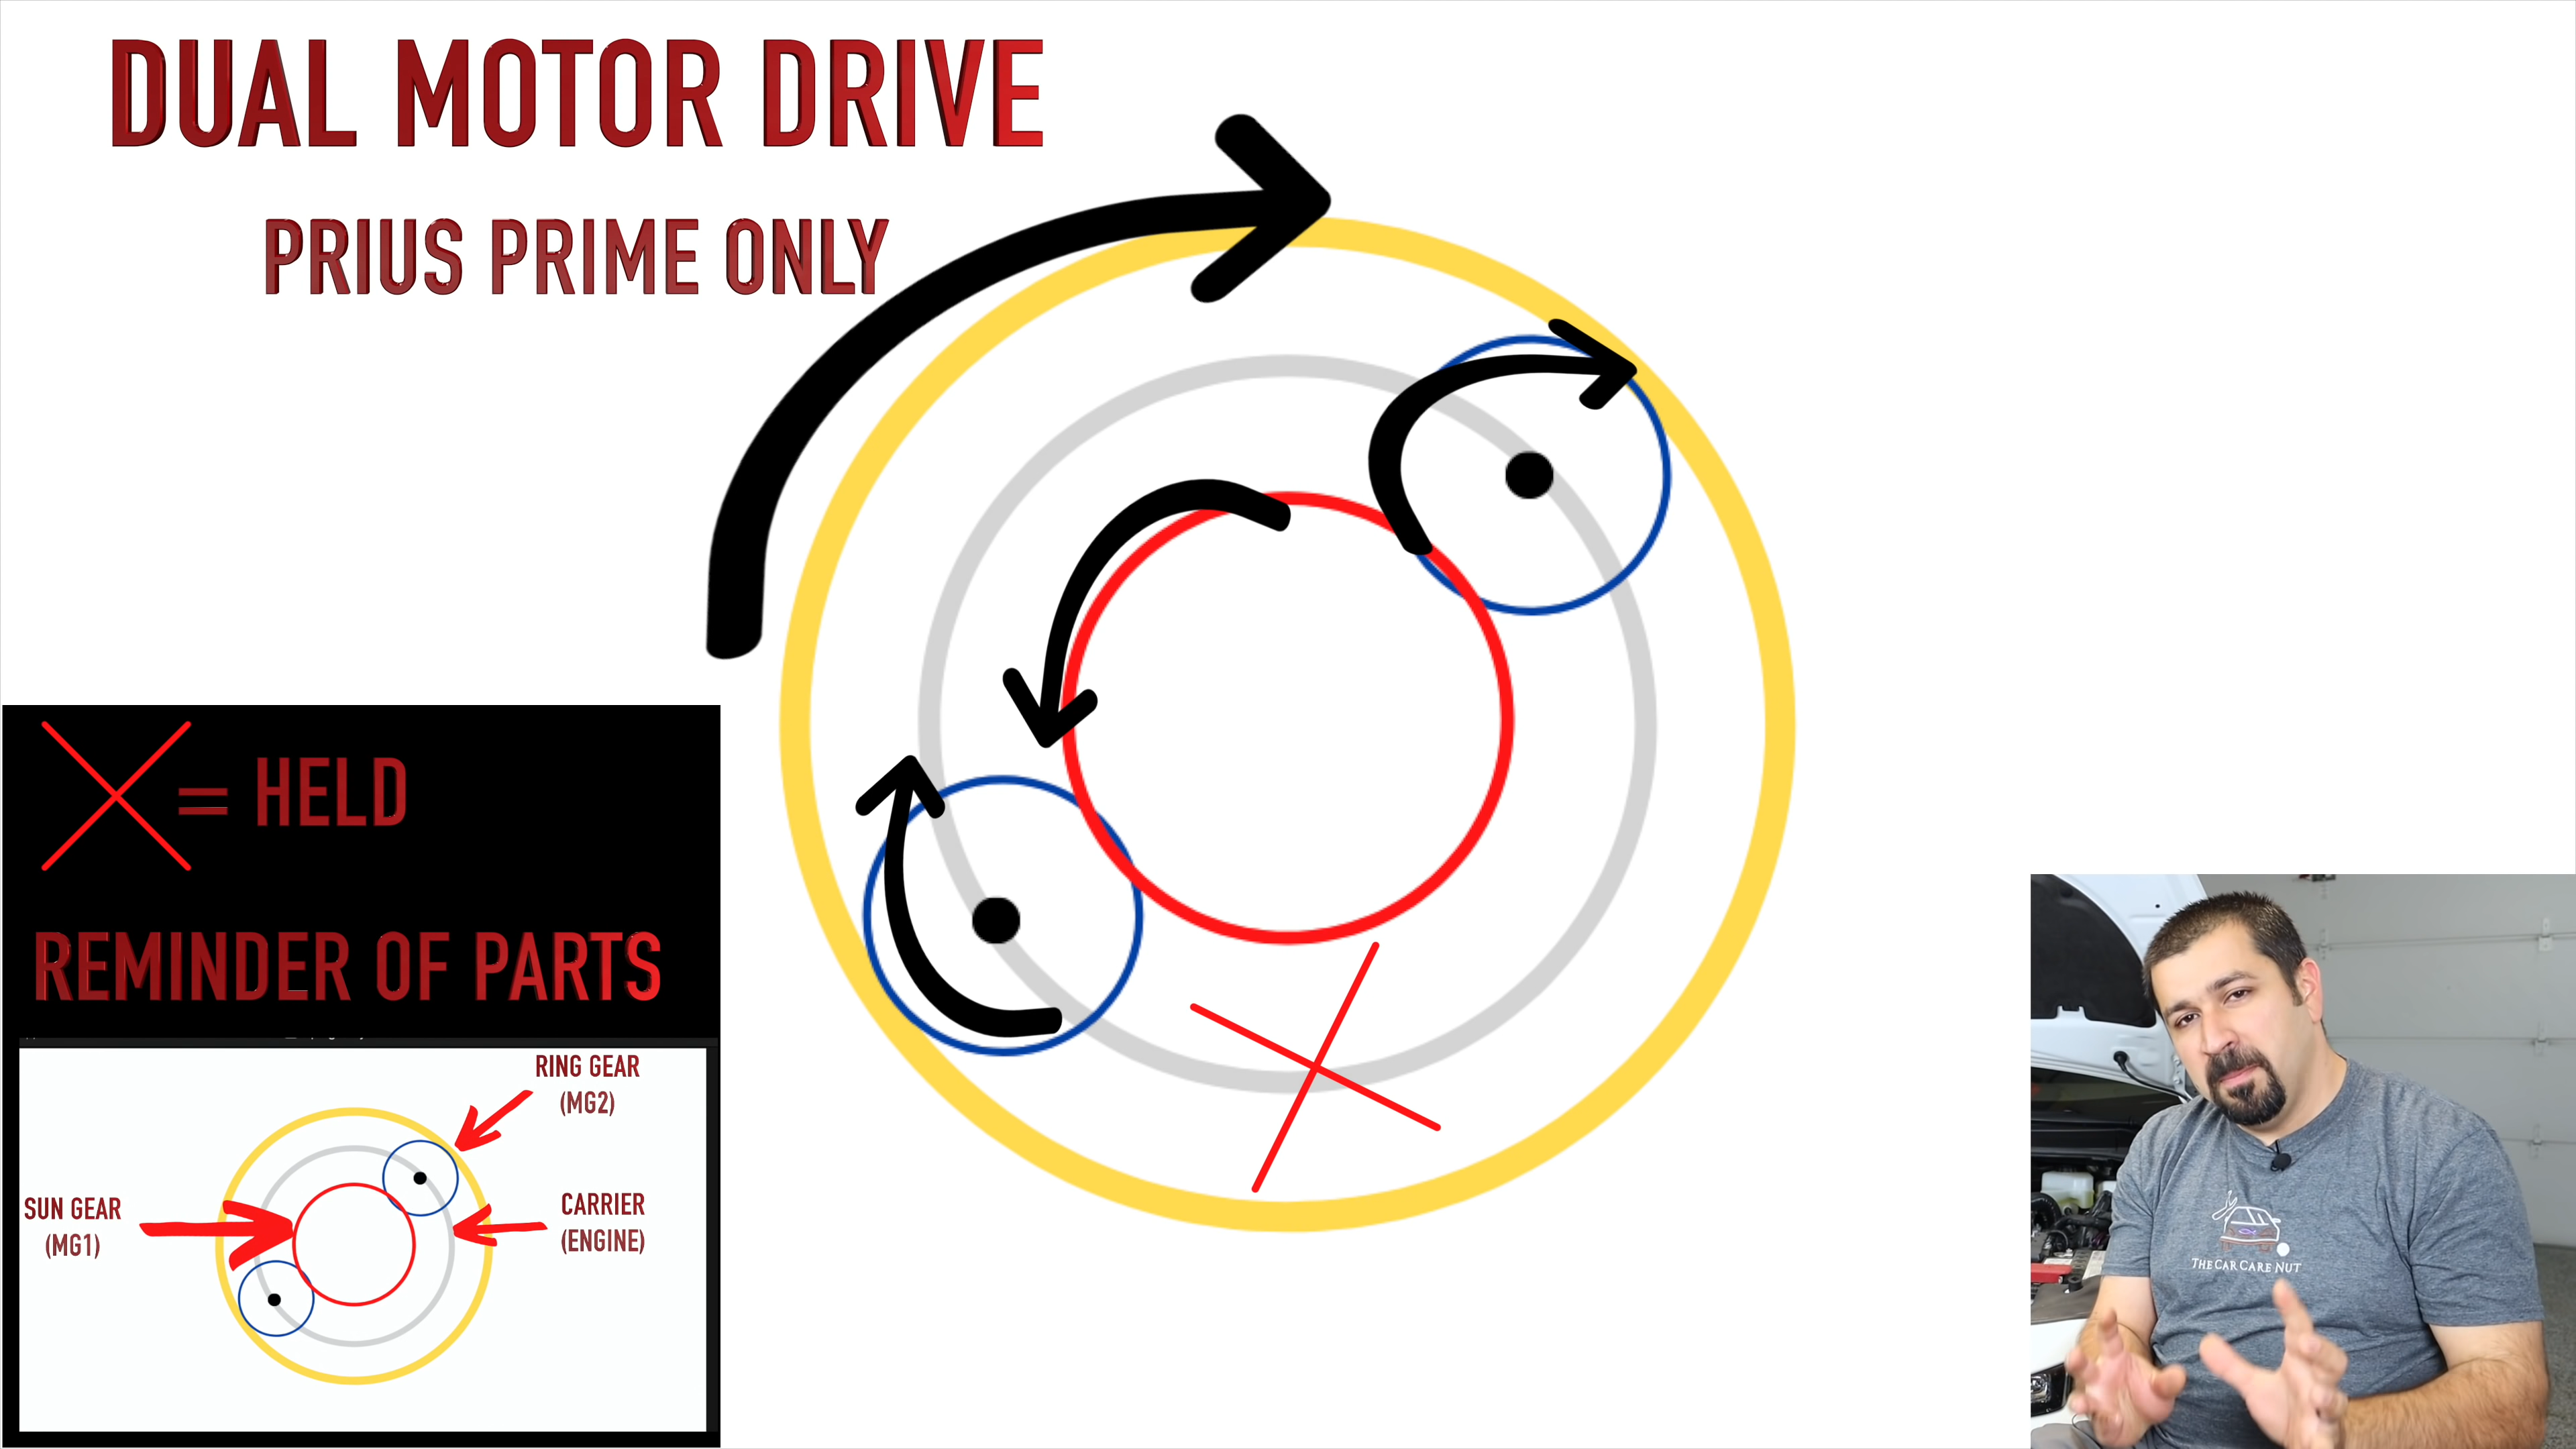 DUAL MOTOR DRIVE
PRIUS PRIME ONLY
= HELD
REMINDER OF PARTS
RING GEAR
(MG2)
SUN GEAR
(MG1)
CARRIER
(ENGINE)
THE CAR CARE NUT